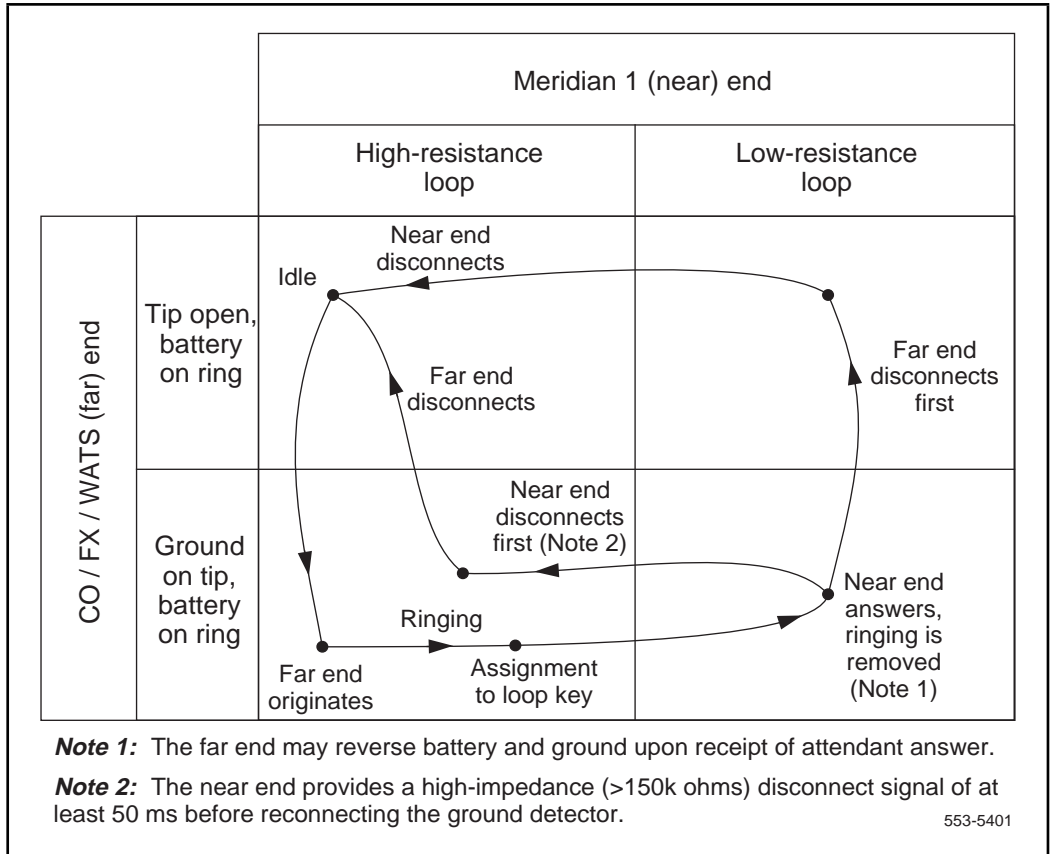 Meridian 1 (near) end
High-resistance
loop
Low-resistance
loop
CO / FX / WATS (far) end
Tip open,
battery
on ring
Idle
Near end
disconnects
Far end
disconnects
Far end
disconnects
first
Ground
on tip,
battery
on ring
Near end
disconnects
first (Note 2)
Ringing
Far end
originates
Assignment
to loop key
Near end
answers,
ringing is
removed
(Note 1)
Note 1: The far end may reverse battery and ground upon receipt of attendant answer.
Note 2: The near end provides a high-impedance (>150k ohms) disconnect signal of at
least 50 ms before reconnecting the ground detector.
553-5401